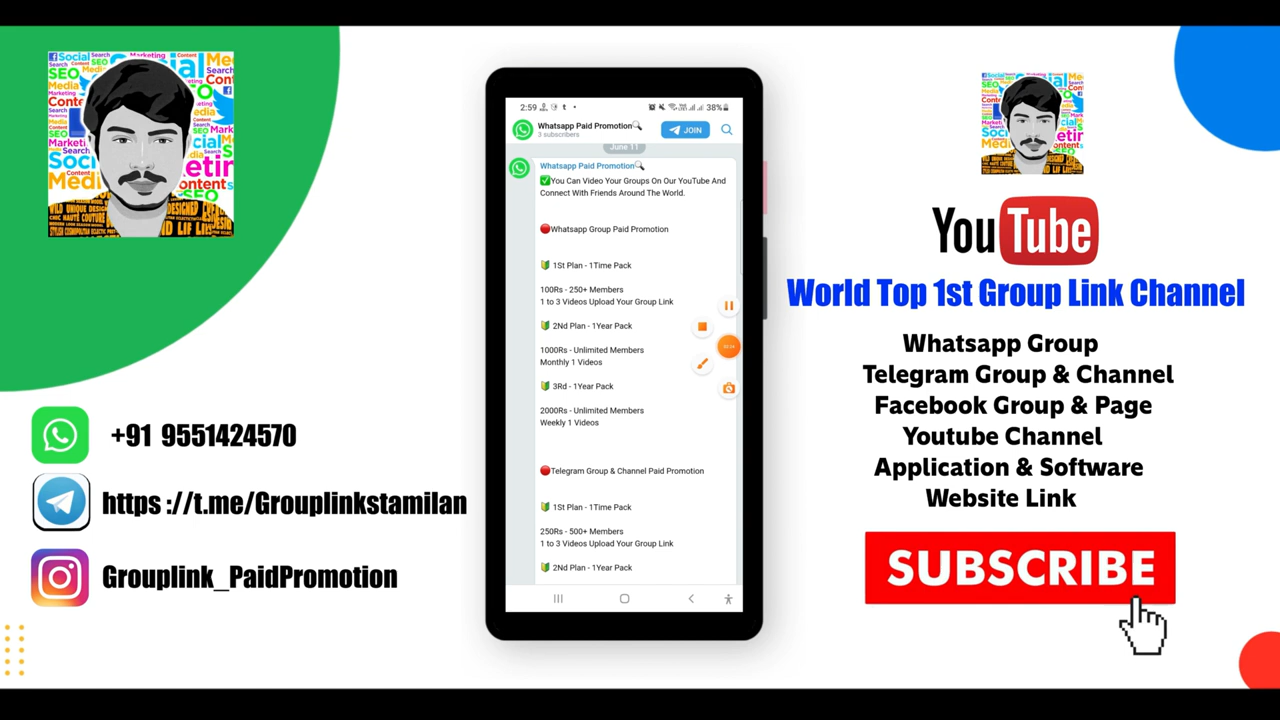 +91 9551424570
https ://t.me/Grouplinkstamilan
Grouplink_PaidPromotion
2:59
38%
Whatsapp Paid Promotion
3 subscribers
JOIN
June 11
Whatsapp Paid Promotion
✅You Can Video Your Groups On Our YouTube And
Connect With Friends Around The World.
🔴Whatsapp Group Paid Promotion
🔰 1St Plan - 1Time Pack
100Rs - 250+ Members
1 to 3 Videos Upload Your Group Link
🔰 2Nd Plan - 1Year Pack
1000Rs - Unlimited Members
Monthly 1 Videos
🔰 3Rd - 1Year Pack
2000Rs - Unlimited Members
Weekly 1 Videos
🔴Telegram Group & Channel Paid Promotion
🔰 1St Plan - 1Time Pack
250Rs - 500+ Members
1 to 3 Videos Upload Your Group Link
🔰 2Nd Plan - 1Year Pack
YouTube
World Top 1st Group Link Channel
Whatsapp Group
Telegram Group & Channel
Facebook Group & Page
Youtube Channel
Application & Software
Website Link
SUBSCRIBE